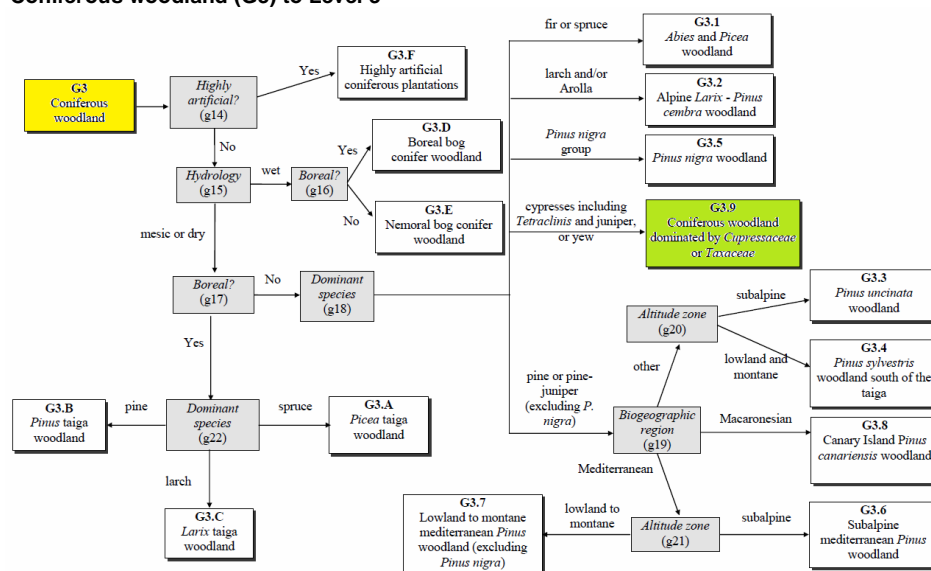 Coniferous woodland (G3) to Level 3
G3
Coniferous
woodland
Highly
artificial?
(g14)
Yes
G3.F
Highly artificial
coniferous plantations
No
Hydrology
(g15)
wet
Boreal?
(g16)
Yes
G3.D
Boreal bog
conifer woodland
No
G3.E
Nemoral bog conifer
woodland
mesic or dry
Boreal?
(g17)
No
Dominant
species
(g18)
Yes
Dominant
species
(g22)
pine
G3.B
Pinus taiga
woodland
spruce
G3.A
Picea taiga
woodland
larch
G3.C
Larix taiga
woodland
fir or spruce
G3.1
Abies and Picea
woodland
larch and/or
Arolla
G3.2
Alpine Larix - Pinus
cembra woodland
Pinus nigra
group
G3.5
Pinus nigra woodland
cypresses including
Tetraclinis and juniper,
or yew
G3.9
Coniferous woodland
dominated by Cupressaceae
or Taxaceae
pine or pine-
juniper
(excluding P.
nigra)
Biogeographic
region
(g19)
other
Altitude zone
(g20)
subalpine
G3.3
Pinus uncinata
woodland
lowland and
montane
G3.4
Pinus sylvestris
woodland south of the
taiga
Macaronesian
G3.8
Canary Island Pinus
canariensis woodland
Mediterranean
Altitude zone
(g21)
lowland to
montane
G3.7
Lowland to montane
mediterranean Pinus
woodland (excluding
Pinus nigra)
subalpine
G3.6
Subalpine
mediterranean Pinus
woodland